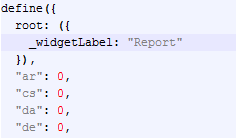 define({
root: ({
_widgetLabel: "Report"
}),
"ar": 0,
"cs": 0,
"da": 0,
"de": 0,